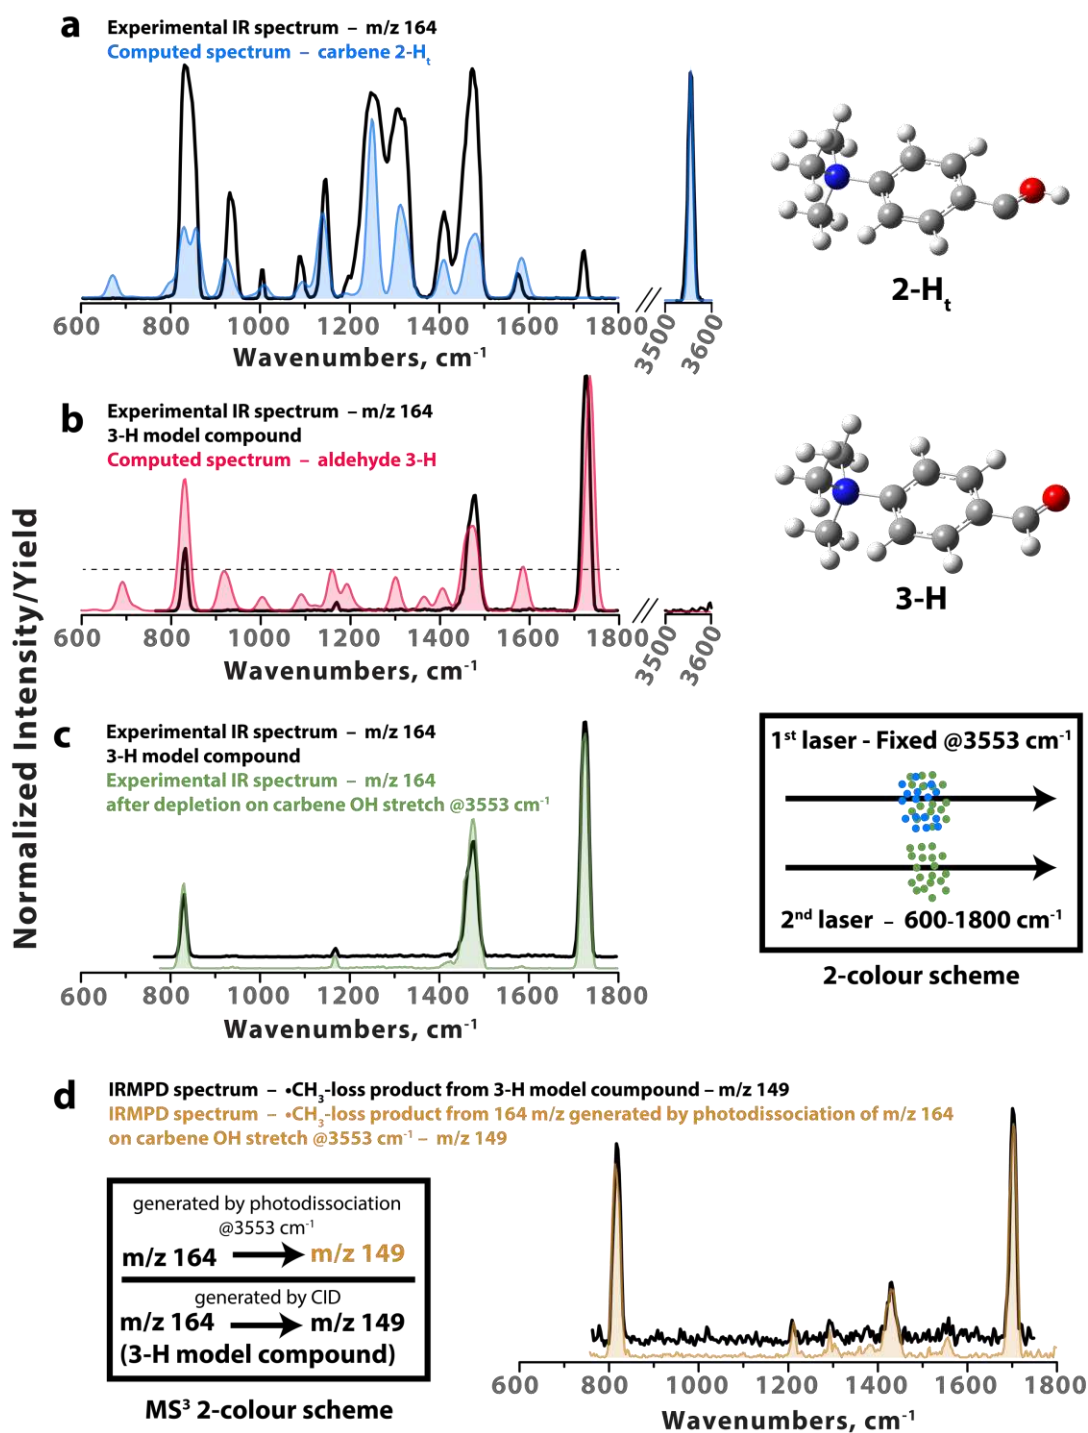 a
Experimental IR spectrum – m/z 164
Computed spectrum – carbene 2-Ht
600 800 1000 1200 1400 1600 1800 3500 3600
Wavenumbers, cm-1
2-Ht
b
Experimental IR spectrum – m/z 164
3-H model compound
Computed spectrum – aldehyde 3-H
600 800 1000 1200 1400 1600 1800 3500 3600
Wavenumbers, cm-1
3-H
Normalized Intensity/Yield
c
Experimental IR spectrum – m/z 164
3-H model compound
Experimental IR spectrum – m/z 164
after depletion on carbene OH stretch @3553 cm-1
600 800 1000 1200 1400 1600 1800
Wavenumbers, cm-1
1st laser - Fixed @3553 cm-1
2nd laser – 600-1800 cm-1
2-colour scheme
d
IRMPD spectrum – •CH3-loss product from 3-H model coumpound – m/z 149
IRMPD spectrum – •CH3-loss product from 164 m/z generated by photodissociation of m/z 164
on carbene OH stretch @3553 cm-1 – m/z 149
generated by photodissociation
@3553 cm-1
m/z 164 m/z 149
generated by CID
m/z 164 m/z 149
(3-H model compound)
MS3 2-colour scheme
600 800 1000 1200 1400 1600 1800
Wavenumbers, cm-1